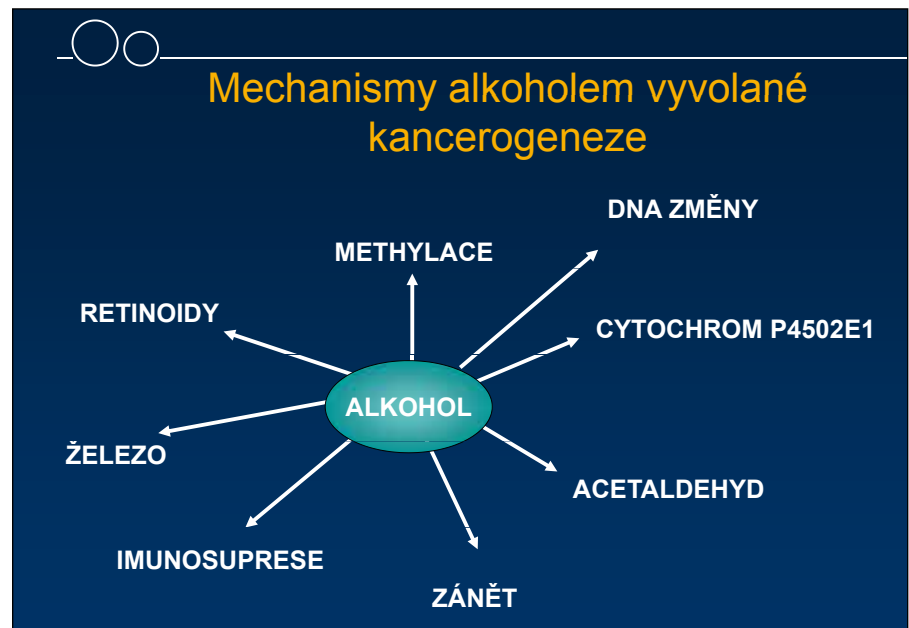 Mechanismy alkoholem vyvolané
kancerogeneze
DNA ZMĚNY
METHYLACE
RETINOIDY
CYTOCHROM P4502E1
ALKOHOL
ŽELEZO
ACETALDEHYD
IMUNOSUPRESE
ZÁNĚT